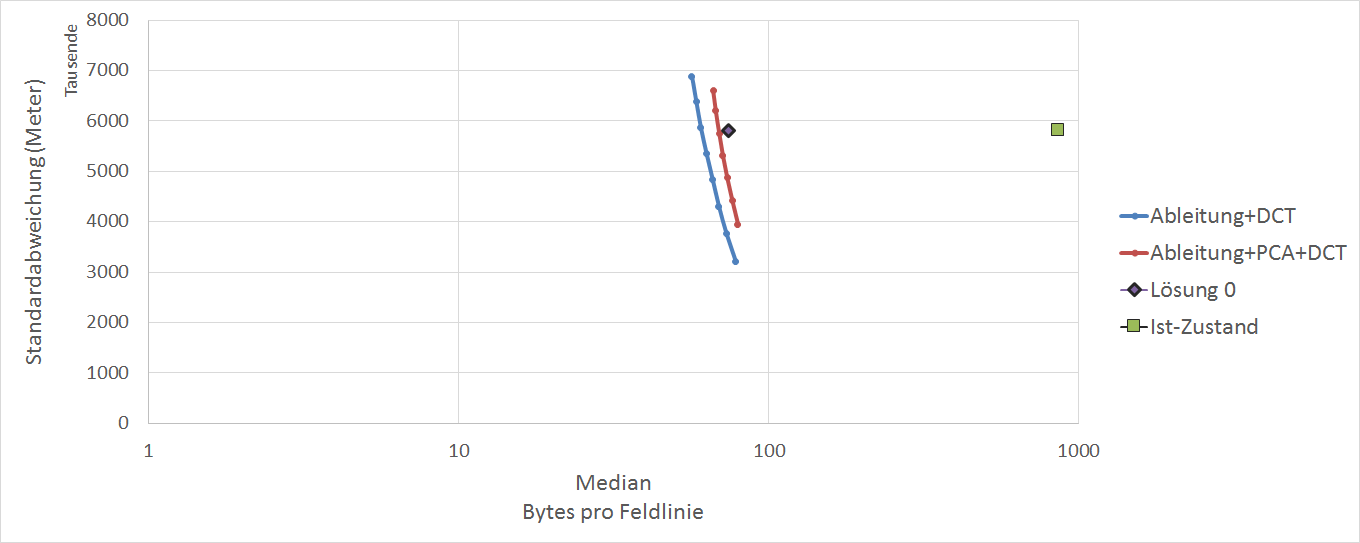 Standardabweichung (Meter)
Tausende
8000
7000
6000
5000
4000
3000
2000
1000
0
1
10
100
1000
Median
Bytes pro Feldlinie
Ableitung+DCT
Ableitung+PCA+DCT
Lösung 0
Ist-Zustand